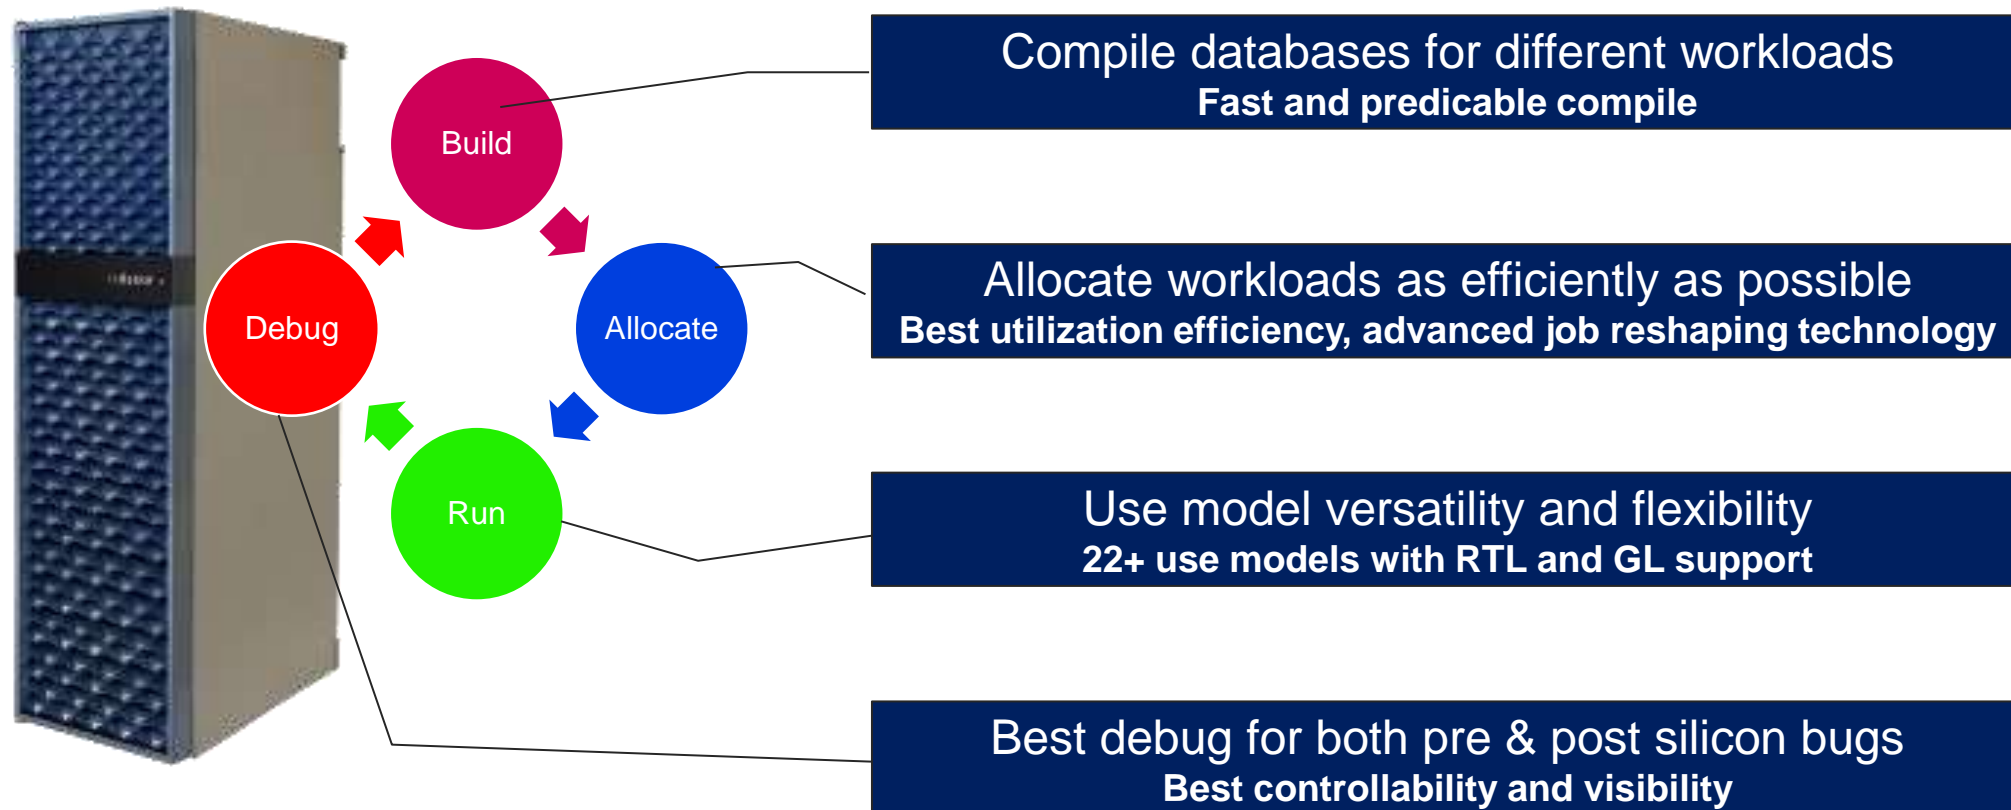 Build
Allocate
Run
Debug
Compile databases for different workloads
Fast and predicable compile
Allocate workloads as efficiently as possible
Best utilization efficiency, advanced job reshaping technology
Use model versatility and flexibility
22+ use models with RTL and GL support
Best debug for both pre & post silicon bugs
Best controllability and visibility